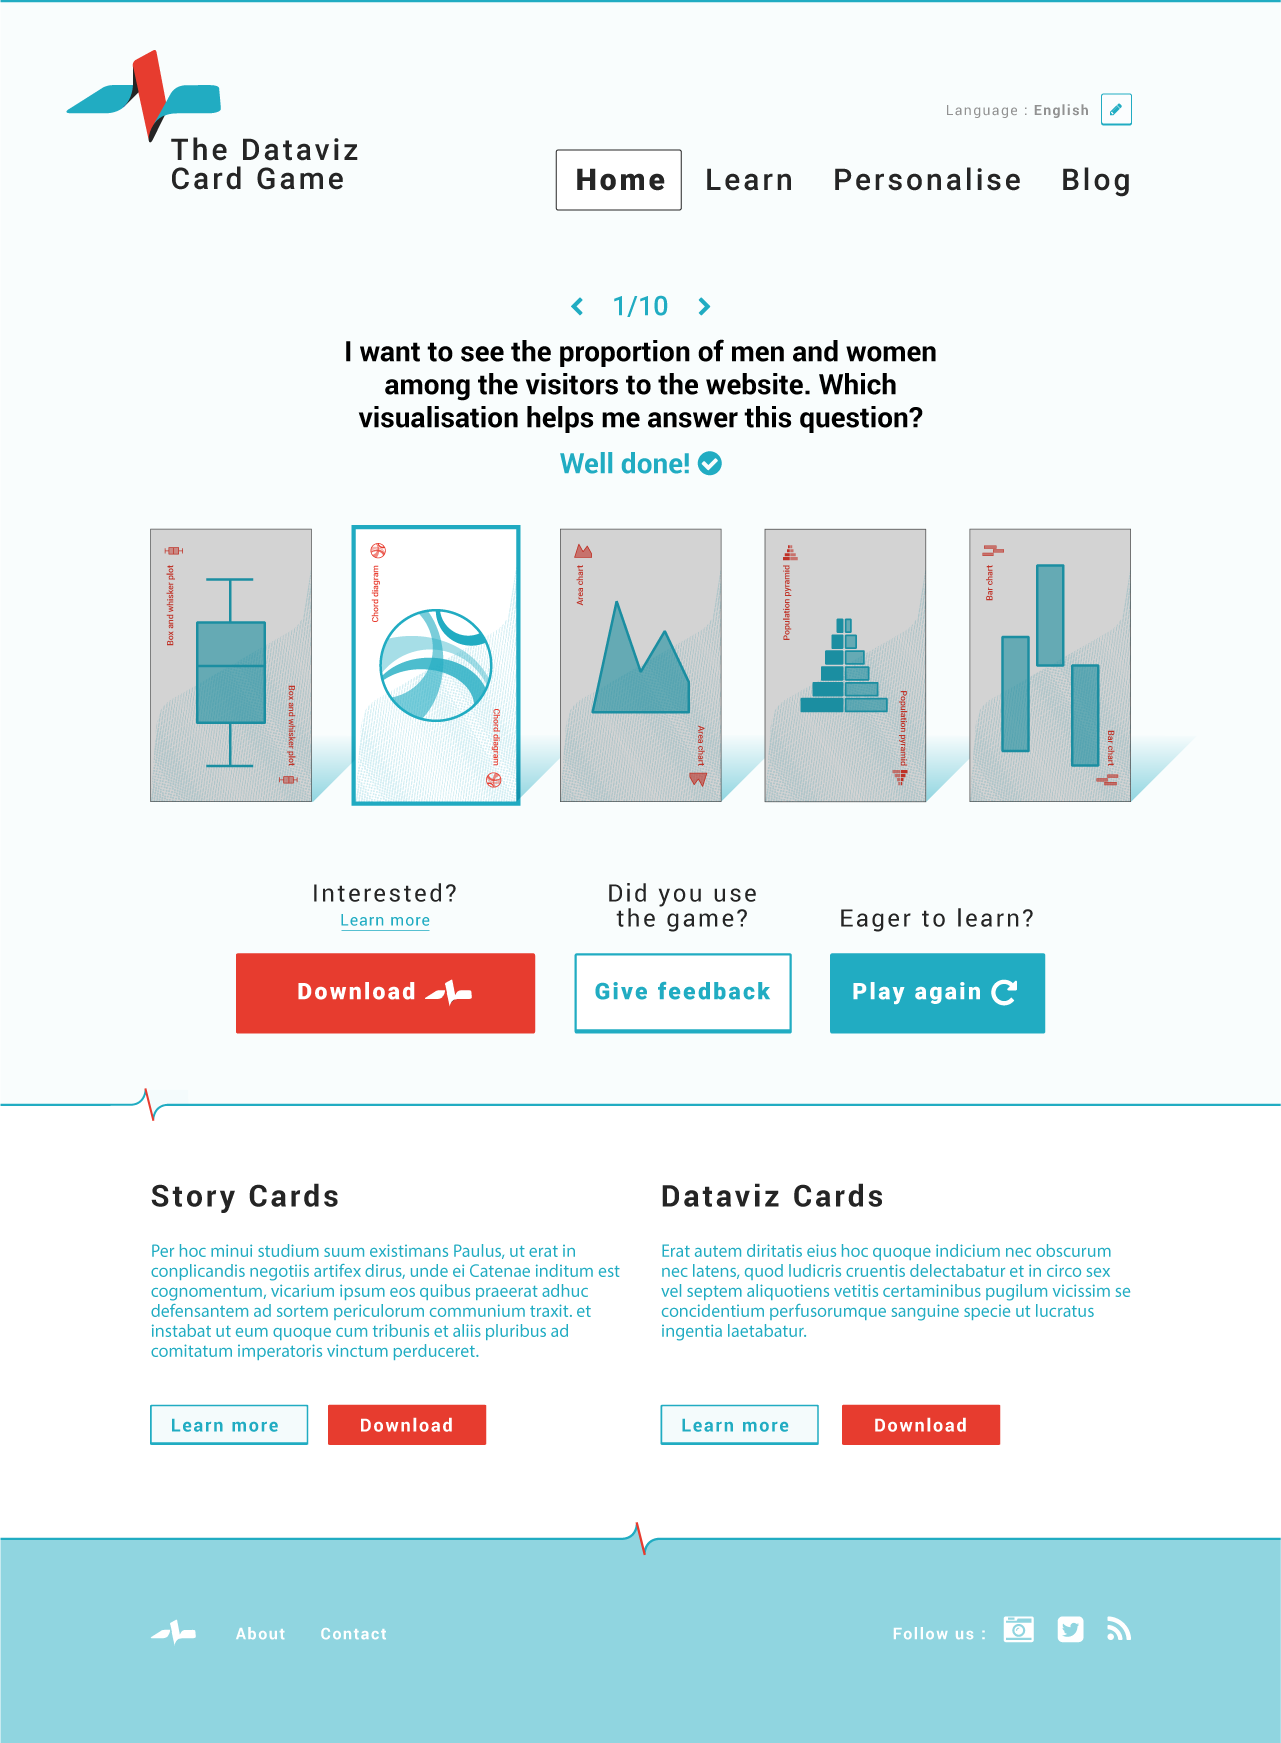 The Dataviz
Card Game
Language : English
Home
Learn
Personalise
Blog
1/10
I want to see the proportion of men and women
among the visitors to the website. Which
visualisation helps me answer this question?
Well done!
Box and whisker plot
Box and whisker plot
Chord diagram
Chord diagram
Area chart
Area chart
Population pyramid
Population pyramid
Bar chart
Bar chart
Interested?
Learn more
Download
Did you use
the game?
Give feedback
Eager to learn?
Play again
Story Cards
Per hoc minui studium suum existimans Paulus, ut erat in
conplicandis negotiis artifex dirus, unde ei Catenae inditum est
cognomentum, vicarium ipsum eos quibus praeerat adhuc
defensantem ad sortem periculorum communium traxit. et
instabat ut eum quoque cum tribunis et aliis pluribus ad
comitatum imperatoris vinctum perduceret.
Learn more
Download
Dataviz Cards
Erat autem diritatis eius hoc quoque indicium nec obscurum
nec latens, quod ludicris cruentis delectabatur et in circo sex
vel septem aliquotiens vetitis certaminibus pugilum vicissim se
concidentium perfusorumque sanguine specie ut lucratus
ingentia laetabatur.
Learn more
Download
About
Contact
Follow us :